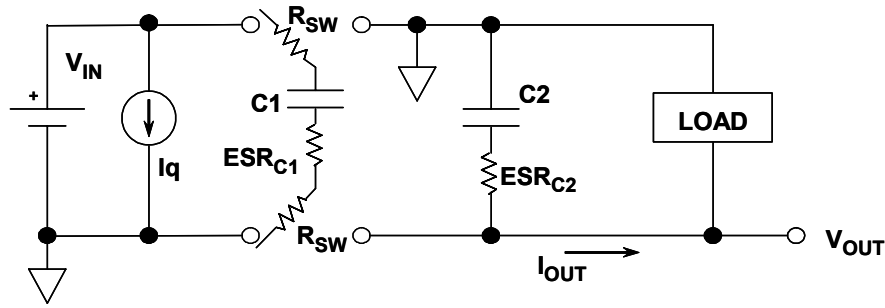 R_SW
V_IN
+
C1
C2
LOAD
Iq
ESR_C1
ESR_C2
R_SW
I_OUT
V_OUT